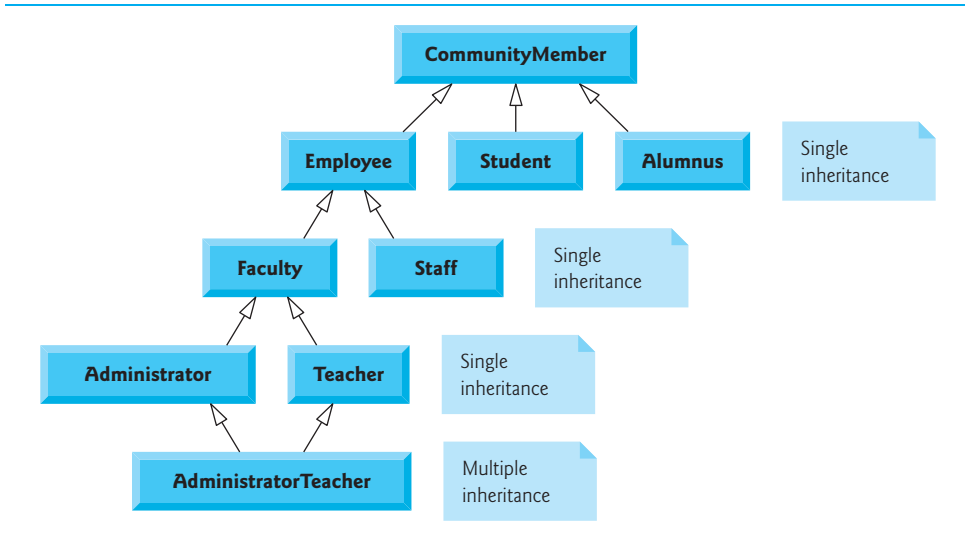 CommunityMember
Employee
Student
Alumnus
Single
inheritance
Faculty
Staff
Single
inheritance
Administrator
Teacher
Single
inheritance
AdministratorTeacher
Multiple
inheritance